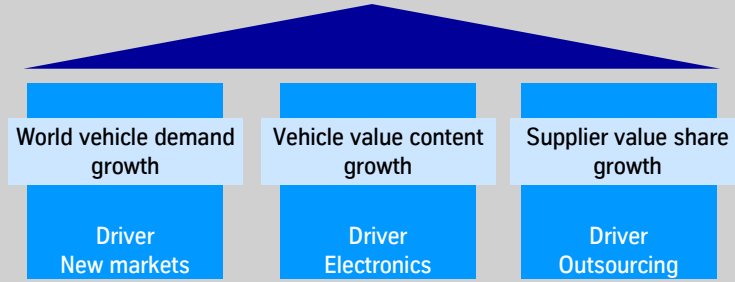 World vehicle demand
growth
Driver
New markets
Vehicle value content
growth
Driver
Electronics
Supplier value share
growth
Driver
Outsourcing